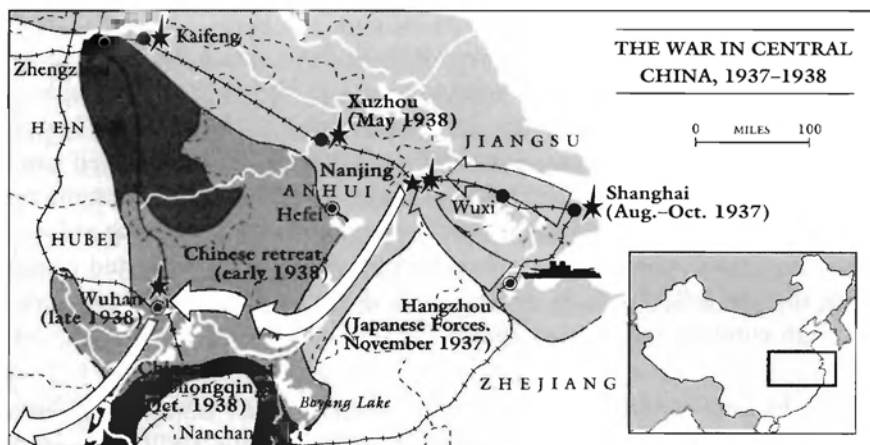 THE WAR IN CENTRAL
CHINA, 1937–1938
0 MILES 100
Kaifeng
HEN
Xuzhou
(May 1938)
JIANGSU
Nanjing
ANHUI
Hefei
Wuxi
Shanghai
(Aug.–Oct. 1937)
HUBEI
Chinese retreat
(early 1938)
Wuhan
(late 1938)
Hangzhou
(Japanese Forces.
November 1937)
ZHEJIANG
1938)
Boyang Lake
Nanchan